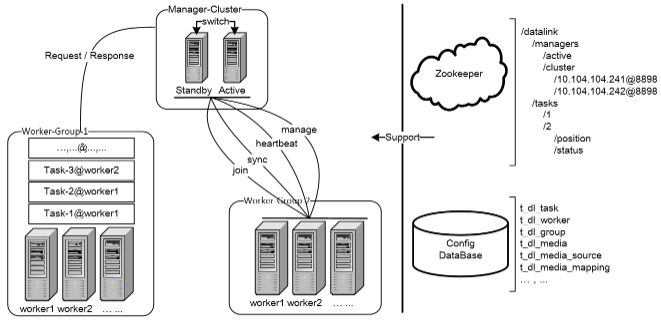 Manager-Cluster
switch
Standby Active
Request / Response
manage
heartbeat
sync
join
Worker-Group-1
...,...@...,...
Task-3@worker2
Task-2@worker1
Task-1@worker1
worker1 worker2 ... ...
Worker-Group-2
worker1 worker2 ... ...
Support
Zookeeper
/datalink
/managers
/active
/cluster
/10.104.104.241@8898
/10.104.104.242@8898
/tasks
/1
/2
/position
/status
Config
DataBase
t_dl_task
t_dl_worker
t_dl_group
t_dl_media
t_dl_media_source
t_dl_media_mapping
... , ...